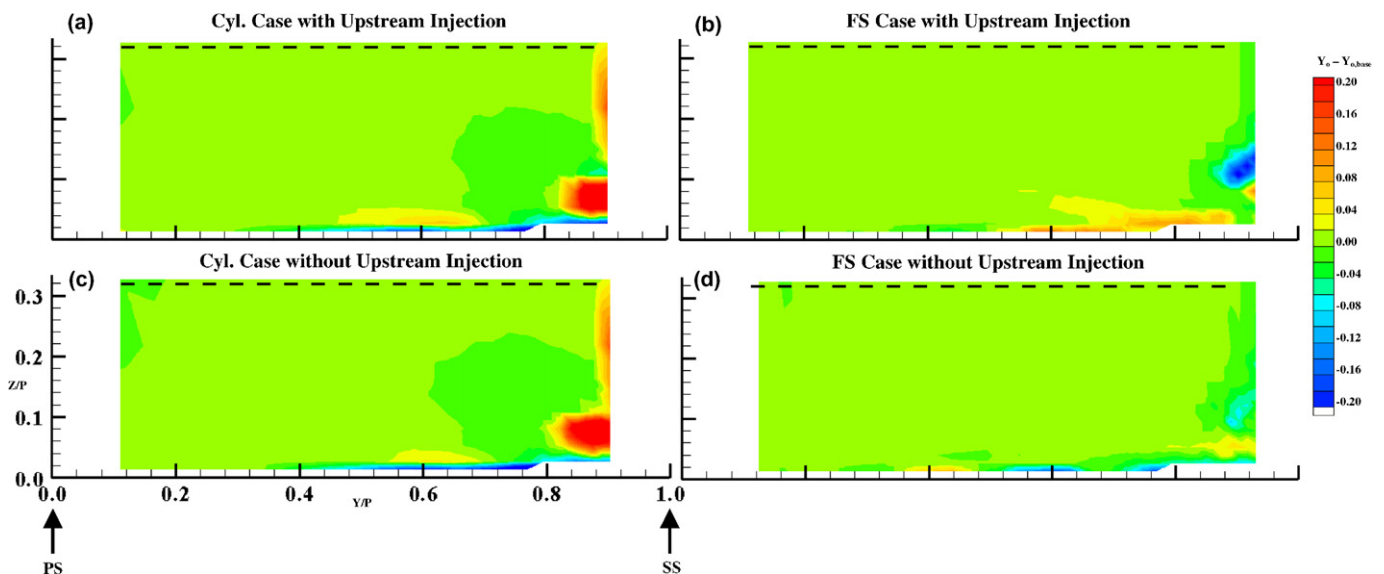 (a) Cyl. Case with Upstream Injection
(b) FS Case with Upstream Injection
Yo – Yo,base
0.20
0.16
0.12
0.08
0.04
0.00
-0.04
-0.08
-0.12
-0.16
-0.20
(c) Cyl. Case without Upstream Injection
(d) FS Case without Upstream Injection
0.3
0.2
Z/P
0.1
0.0
0.0 0.2 0.4 0.6 0.8 1.0
Y/P
PS SS